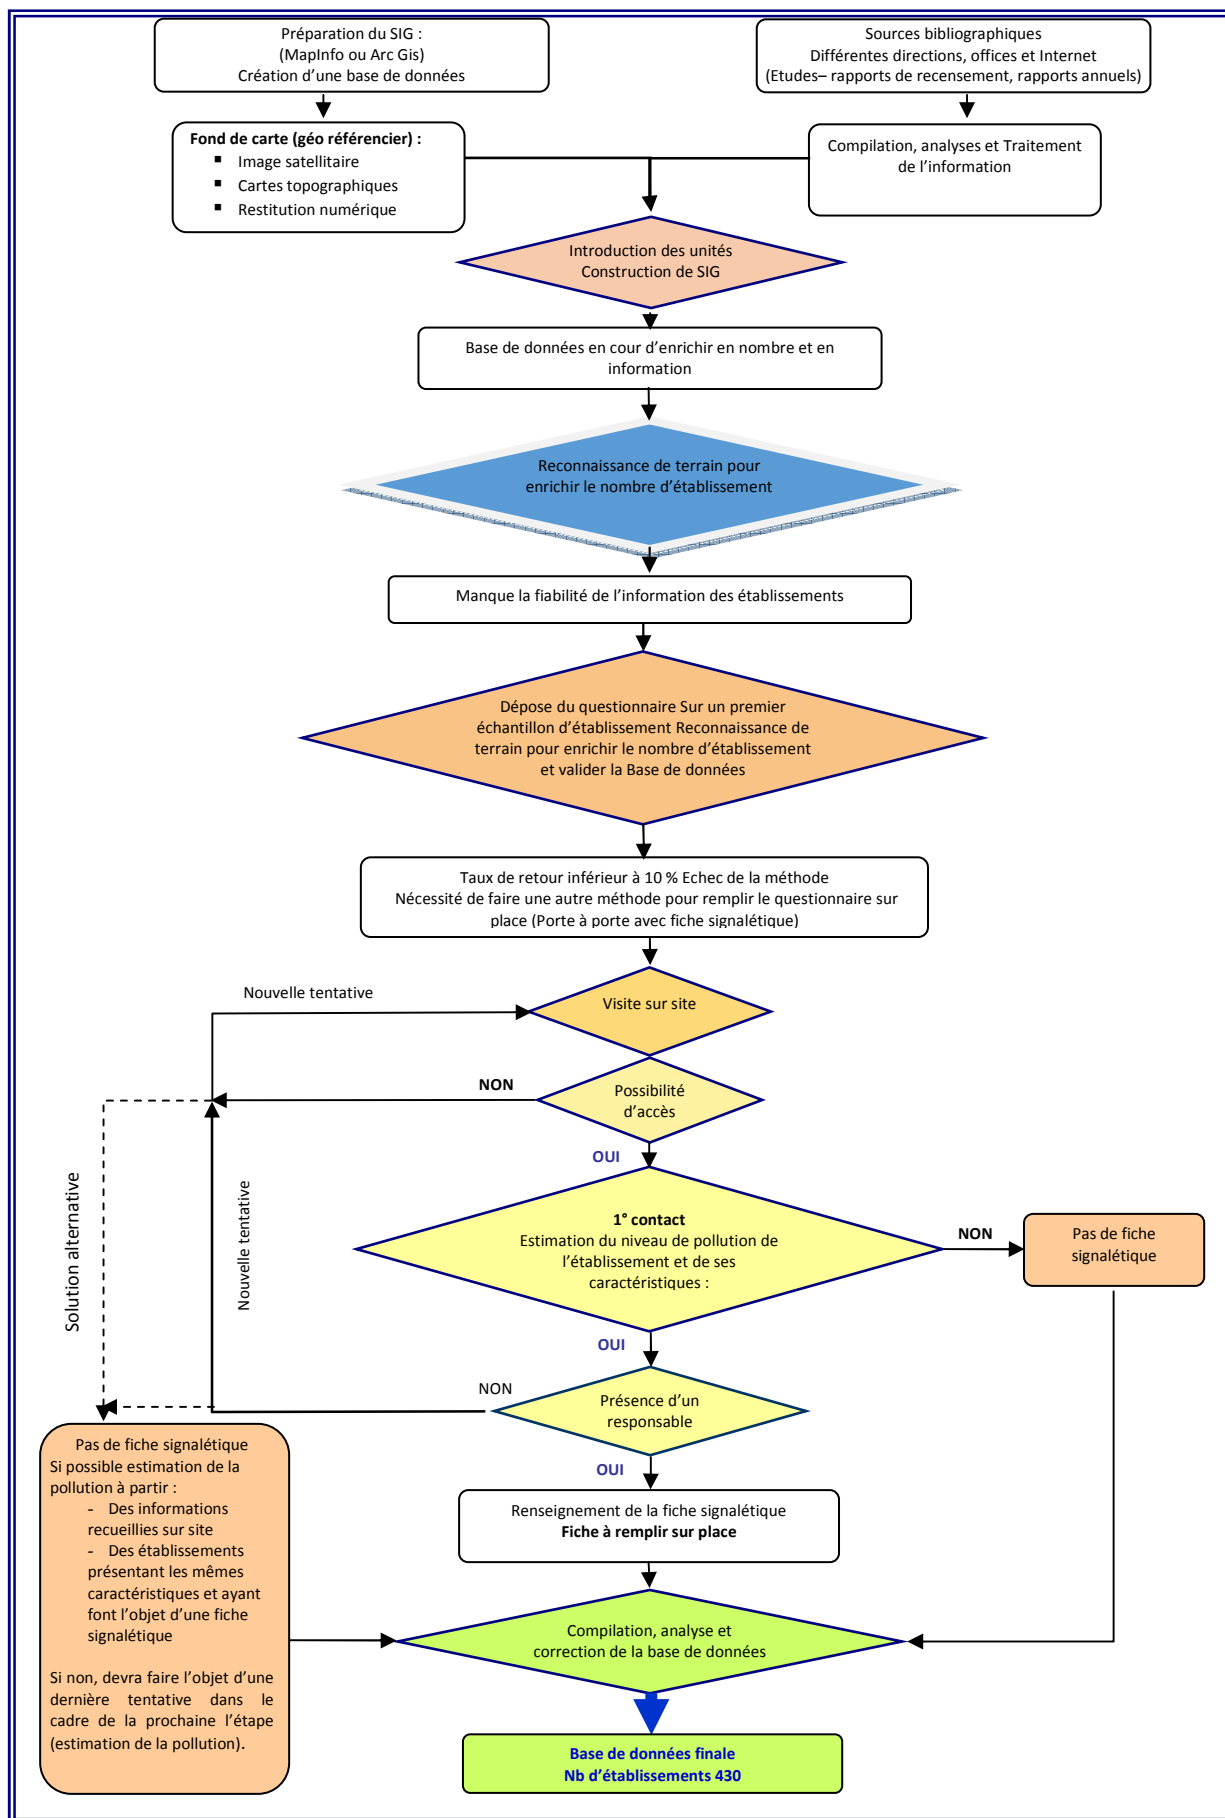 Préparation du SIG :
(MapInfo ou Arc Gis)
Création d'une base de données
Sources bibliographiques
Différentes directions, offices et Internet
(Etudes– rapports de recensement, rapports annuels)
Fond de carte (géo référencier) :
▪ Image satellitaire
▪ Cartes topographiques
▪ Restitution numérique
Compilation, analyses et Traitement
de l'information
Introduction des unités
Construction de SIG
Base de données en cour d'enrichir en nombre et en
information
Reconnaissance de terrain pour
enrichir le nombre d'établissement
Manque la fiabilité de l'information des établissements
Dépose du questionnaire Sur un premier
échantillon d'établissement Reconnaissance de
terrain pour enrichir le nombre d'établissement
et valider la Base de données
Taux de retour inférieur à 10 % Echec de la méthode
Nécessité de faire une autre méthode pour remplir le questionnaire sur
place (Porte à porte avec fiche signalétique)
Nouvelle tentative
Visite sur site
NON
Possibilité
d'accès
OUI
Solution alternative
Nouvelle tentative
1° contact
Estimation du niveau de pollution de
l'établissement et de ses
caractéristiques :
NON
Pas de fiche
signalétique
OUI
NON
Présence d'un
responsable
OUI
Pas de fiche signalétique
Si possible estimation de la
pollution à partir :
- Des informations
recueillies sur site
- Des établissements
présentant les mêmes
caractéristiques et ayant
font l'objet d'une fiche
signalétique
Si non, devra faire l'objet d'une
dernière tentative dans le
cadre de la prochaine l'étape
(estimation de la pollution).
Renseignement de la fiche signalétique
Fiche à remplir sur place
Compilation, analyse et
correction de la base de données
Base de données finale
Nb d'établissements 430